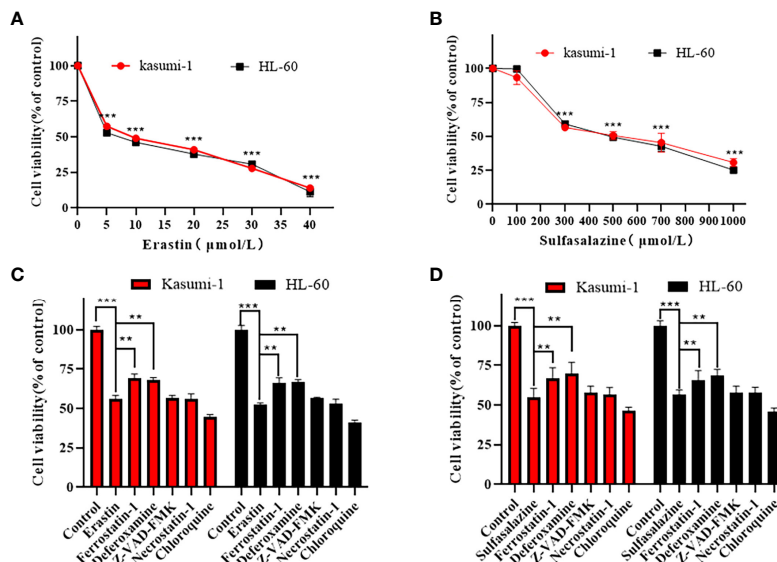 A
kasumi-1
HL-60
Cell viability(% of control)
100
75
50
25
0
***
***
***
***
***
0
5
10
15
20
25
30
35
40
Erastin( μmol/L)
B
kasumi-1
HL-60
Cell viability(% of control)
100
75
50
25
0
***
***
***
***
0
100
200
300
400
500
600
700
800
900
1000
Sulfasalazine( μmol/L)
C
Kasumi-1
HL-60
Cell viability(% of control)
100
75
50
25
0
***
**
**
***
**
**
Control
Erastin
Ferrostatin-1
Deferoxamine
Z-VAD-FMK
Necrostatin-1
Chloroquine
Control
Erastin
Ferrostatin-1
Deferoxamine
Z-VAD-FMK
Necrostatin-1
Chloroquine
D
Kasumi-1
HL-60
Cell viability(% of control)
100
75
50
25
0
***
**
**
***
**
**
Control
Sulfasalazine
Ferrostatin-1
Deferoxamine
Z-VAD-FMK
Necrostatin-1
Chloroquine
Control
Sulfasalazine
Ferrostatin-1
Deferoxamine
Z-VAD-FMK
Necrostatin-1
Chloroquine